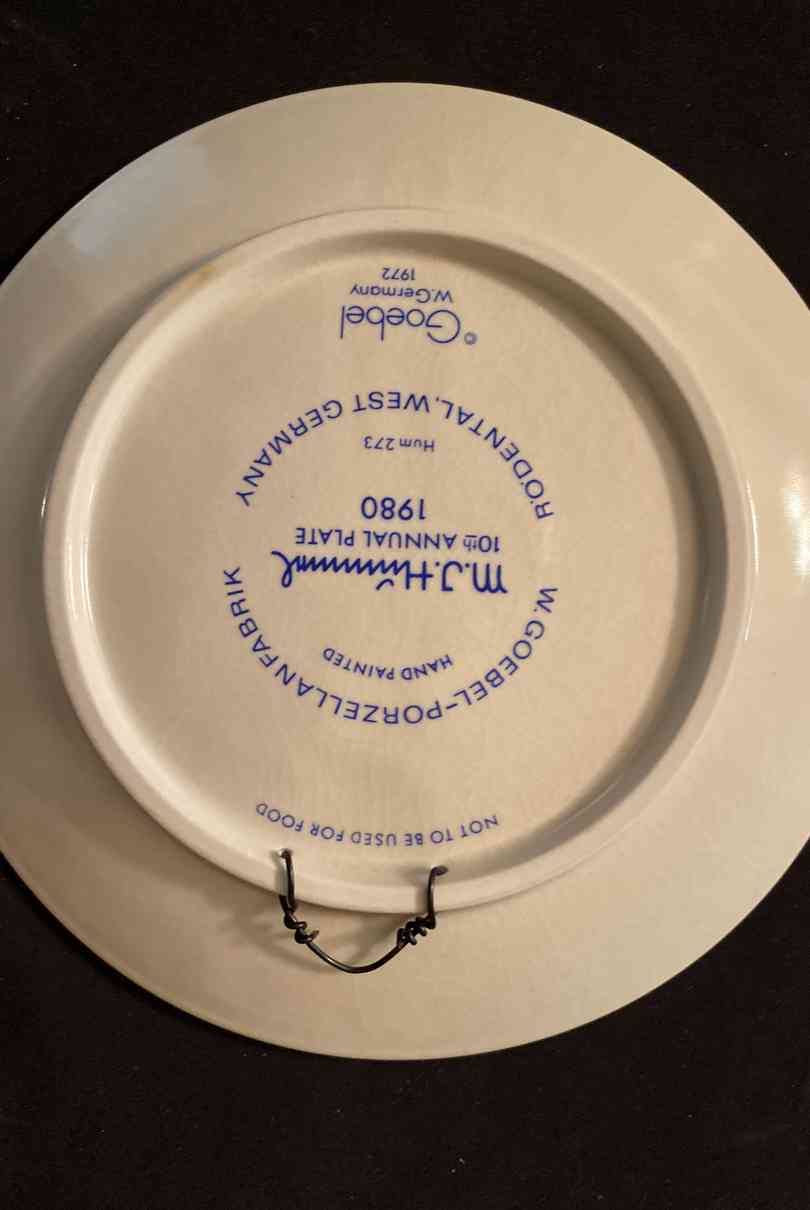 NOT TO BE USED FOR FOOD
W. GOEBEL-PORZELLANFABRIK
HAND PAINTED
M.J. Hummel
10th ANNUAL PLATE
1980
Hum 273
RÖDENTAL, WEST GERMANY
© Goebel
W. Germany
1972